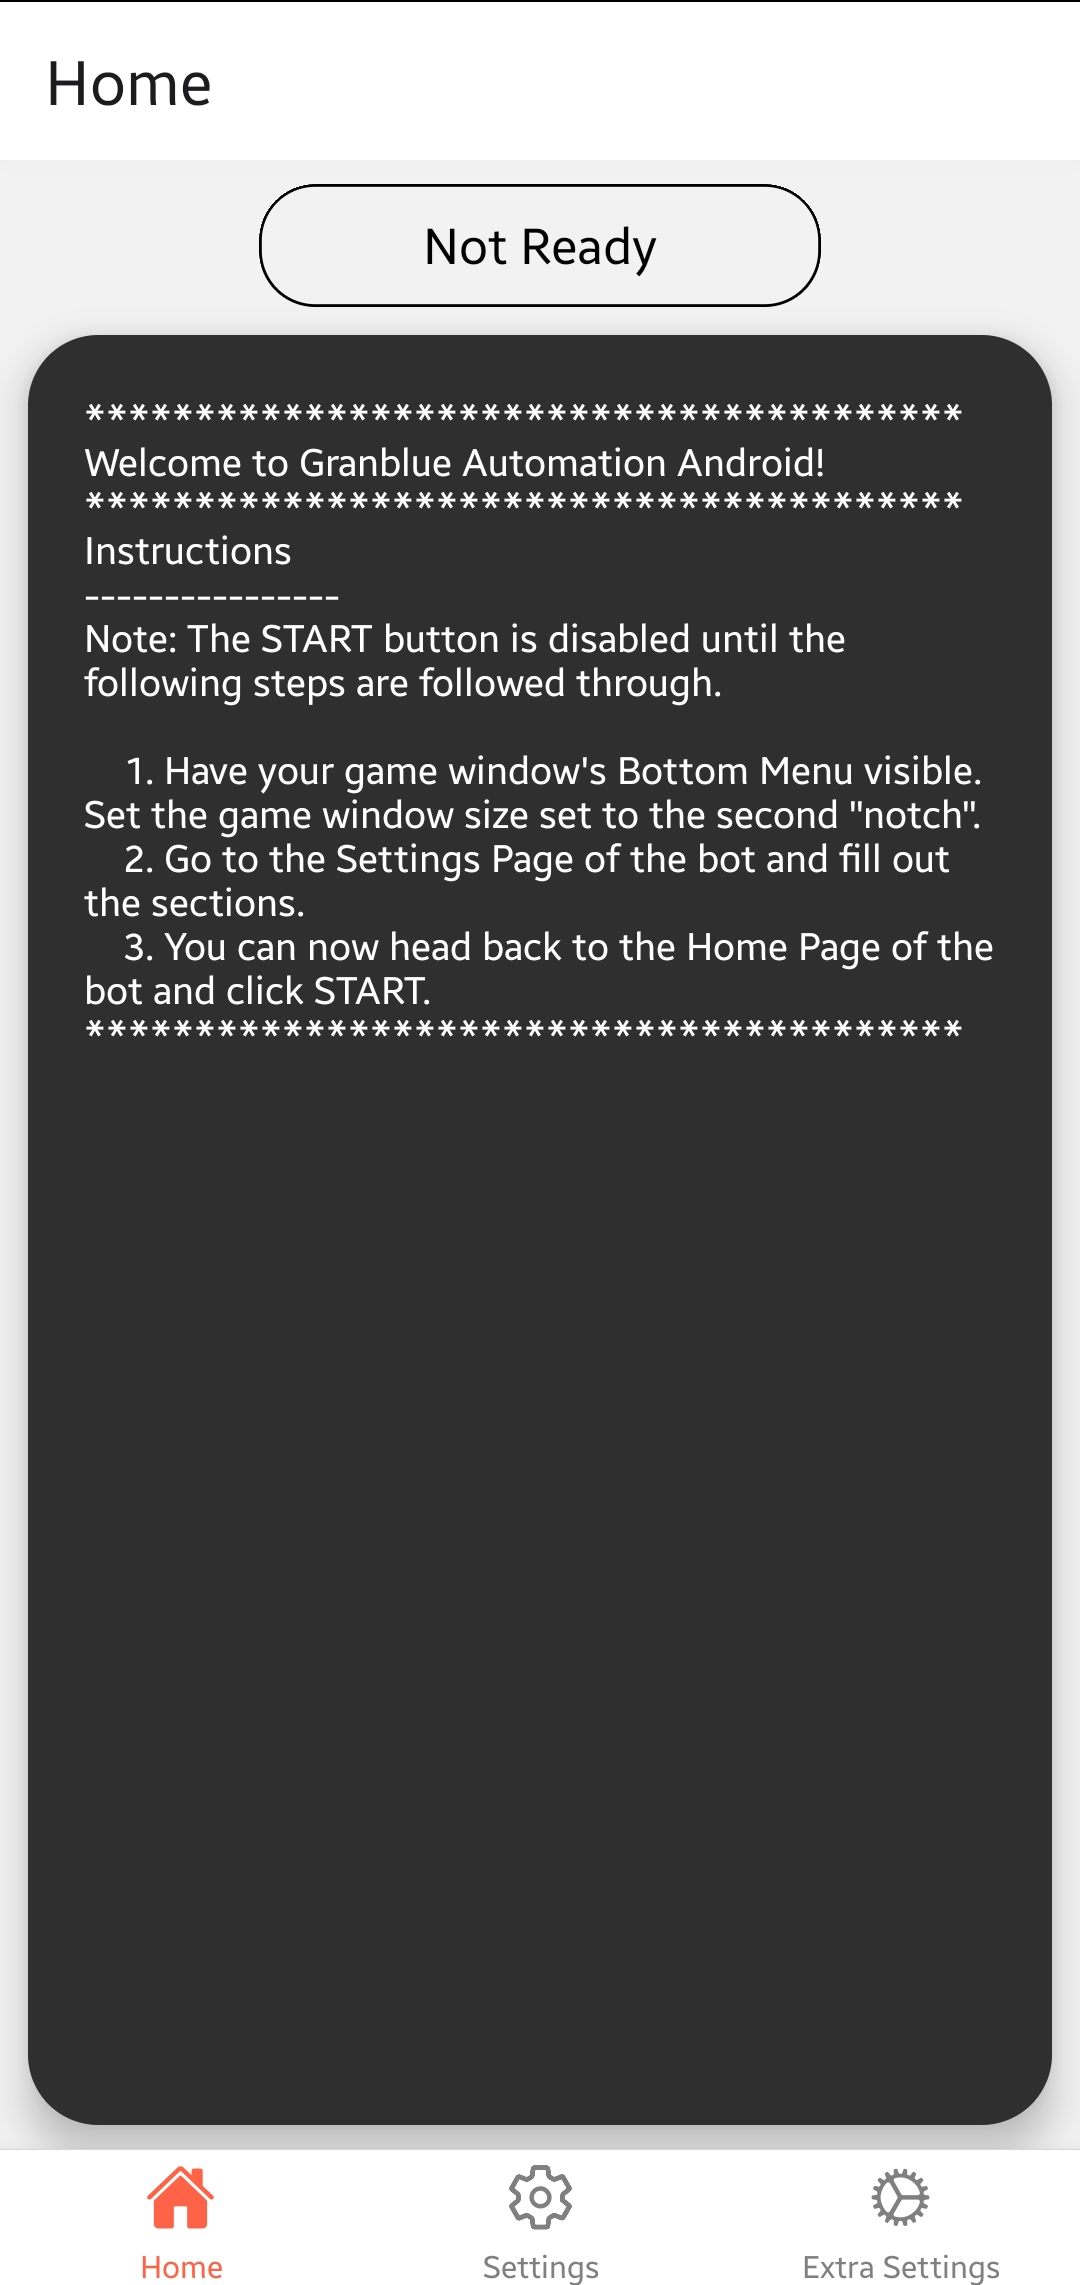 Home
Not Ready
****************************************
Welcome to Granblue Automation Android!
****************************************
Instructions
----------------
Note: The START button is disabled until the
following steps are followed through.
1. Have your game window's Bottom Menu visible.
Set the game window size set to the second "notch".
2. Go to the Settings Page of the bot and fill out
the sections.
3. You can now head back to the Home Page of the
bot and click START.
****************************************
Home
Settings
Extra Settings